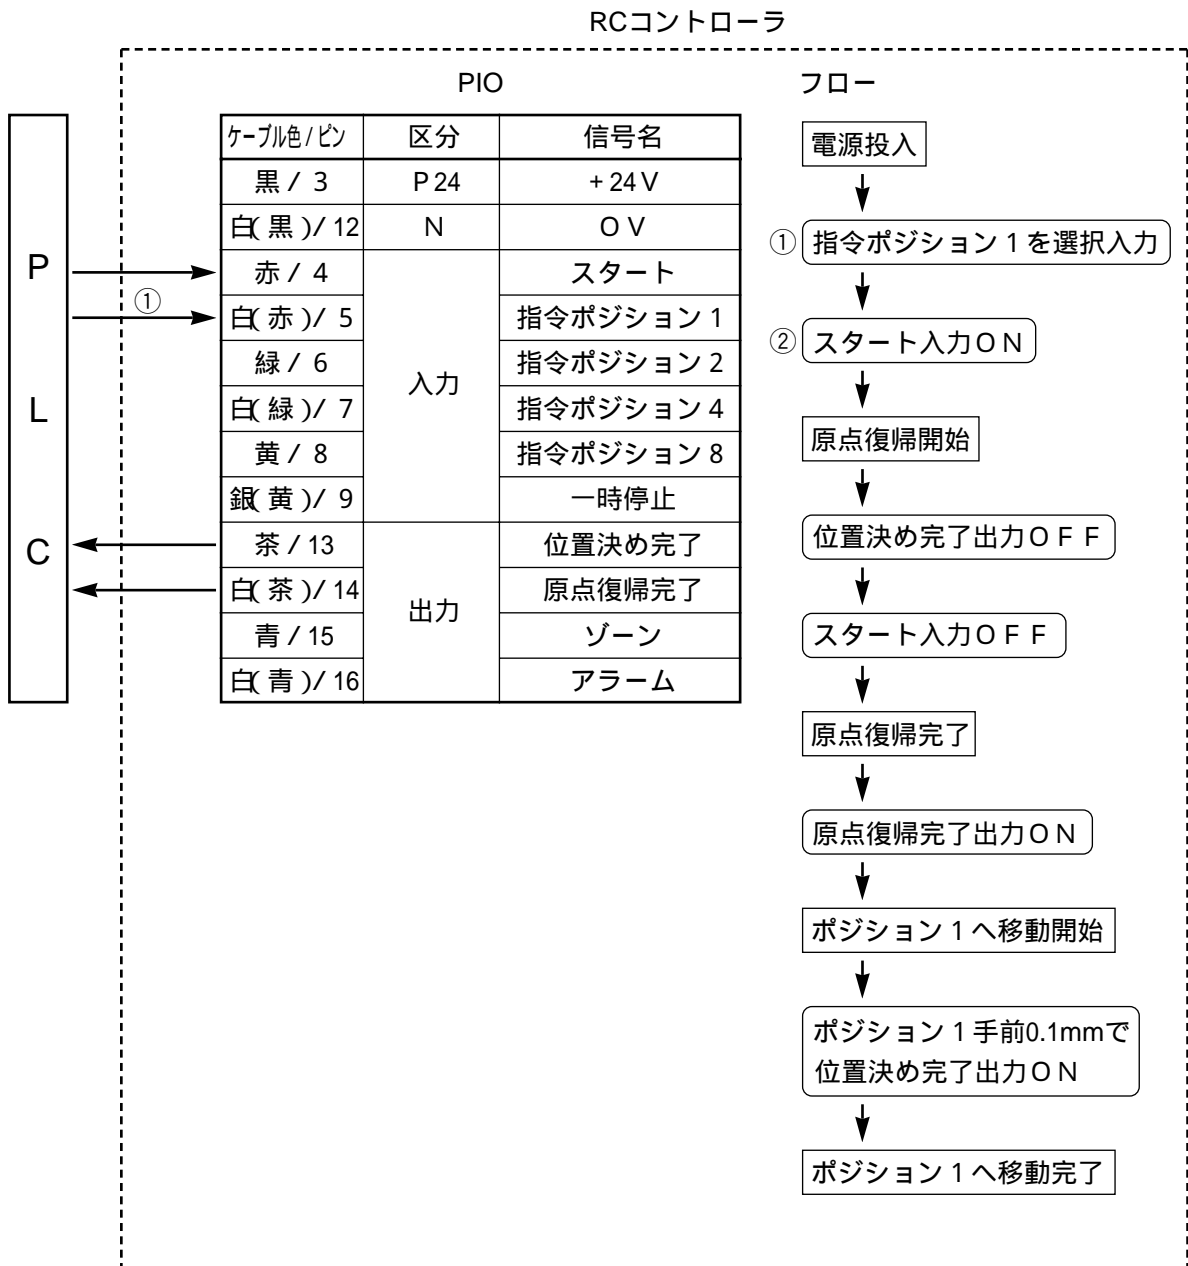 RCコントローラ
PIO
フロー
P
L
C
①
ケーブル色/ピン 区分 信号名
黒/3 P24 +24V
白(黒)/12 N OV
赤/4 入力 スタート
白(赤)/5 指令ポジション1
緑/6 指令ポジション2
白(緑)/7 指令ポジション4
黄/8 指令ポジション8
銀(黄)/9 一時停止
茶/13 出力 位置決め完了
白(茶)/14 原点復帰完了
青/15 ゾーン
白(青)/16 アラーム
電源投入
① 指令ポジション1を選択入力
② スタート入力ON
原点復帰開始
位置決め完了出力OFF
スタート入力OFF
原点復帰完了
原点復帰完了出力ON
ポジション1へ移動開始
ポジション1手前0.1mmで
位置決め完了出力ON
ポジション1へ移動完了